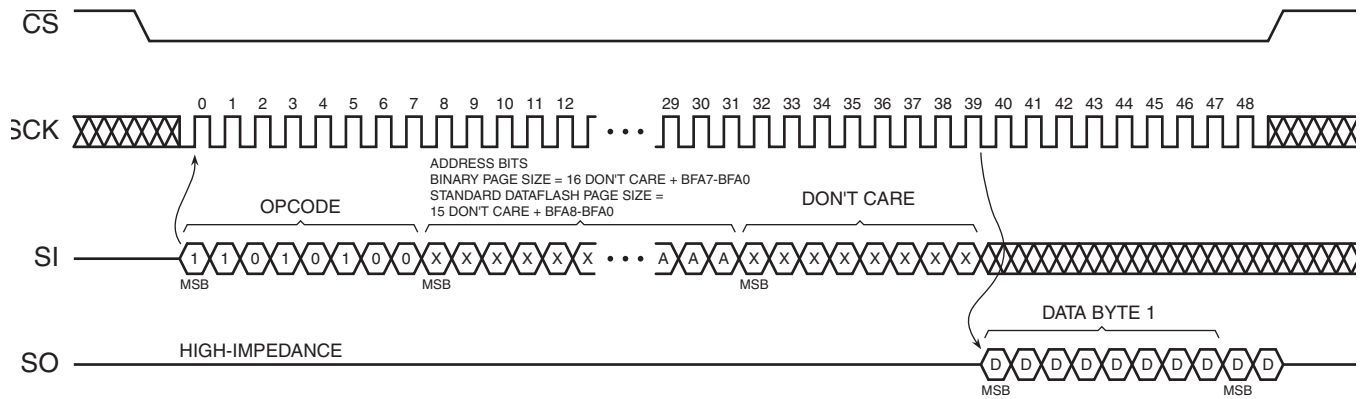 CS
0 1 2 3 4 5 6 7 8 9 10 11 12 29 30 31 32 33 34 35 36 37 38 39 40 41 42 43 44 45 46 47 48
SCK • • •
ADDRESS BITS
BINARY PAGE SIZE = 16 DON'T CARE + BFA7-BFA0
STANDARD DATAFLASH PAGE SIZE =
15 DON'T CARE + BFA8-BFA0
OPCODE
DON'T CARE
SI 1 1 0 1 0 1 0 0 X X X X X X • • • A A A X X X X X X X X
MSB MSB MSB
DATA BYTE 1
HIGH-IMPEDANCE
SO D D D D D D D D D D
MSB MSB